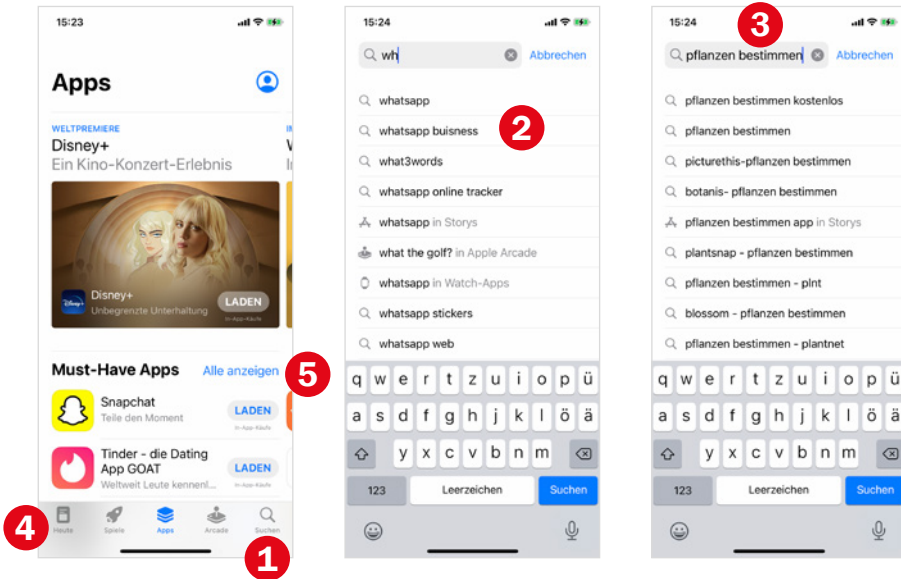 15:23
Apps
WELTPREMIERE
Disney+
Ein Kino-Konzert-Erlebnis
Disney+
Disney+
Unbegrenzte Unterhaltung
LADEN
In-App-Käufe
Must-Have Apps
Alle anzeigen
5
Snapchat
Teile den Moment
LADEN
In-App-Käufe
Tinder - die Dating
App GOAT
Weltweit Leute kennenl...
LADEN
In-App-Käufe
4
Heute
Spiele
Apps
Arcade
Suchen
1
15:24
wh
Abbrechen
whatsapp
whatsapp buisness
2
what3words
whatsapp online tracker
whatsapp in Storys
what the golf? in Apple Arcade
whatsapp in Watch-Apps
whatsapp stickers
whatsapp web
q w e r t z u i o p ü
a s d f g h j k l ö ä
y x c v b n m
123
Leerzeichen
Suchen
15:24
3
pflanzen bestimmen
Abbrechen
pflanzen bestimmen kostenlos
pflanzen bestimmen
picturethis-pflanzen bestimmen
botanis- pflanzen bestimmen
pflanzen bestimmen app in Storys
plantsnap - pflanzen bestimmen
pflanzen bestimmen - plnt
blossom - pflanzen bestimmen
pflanzen bestimmen - plantnet
q w e r t z u i o p ü
a s d f g h j k l ö ä
y x c v b n m
123
Leerzeichen
Suchen